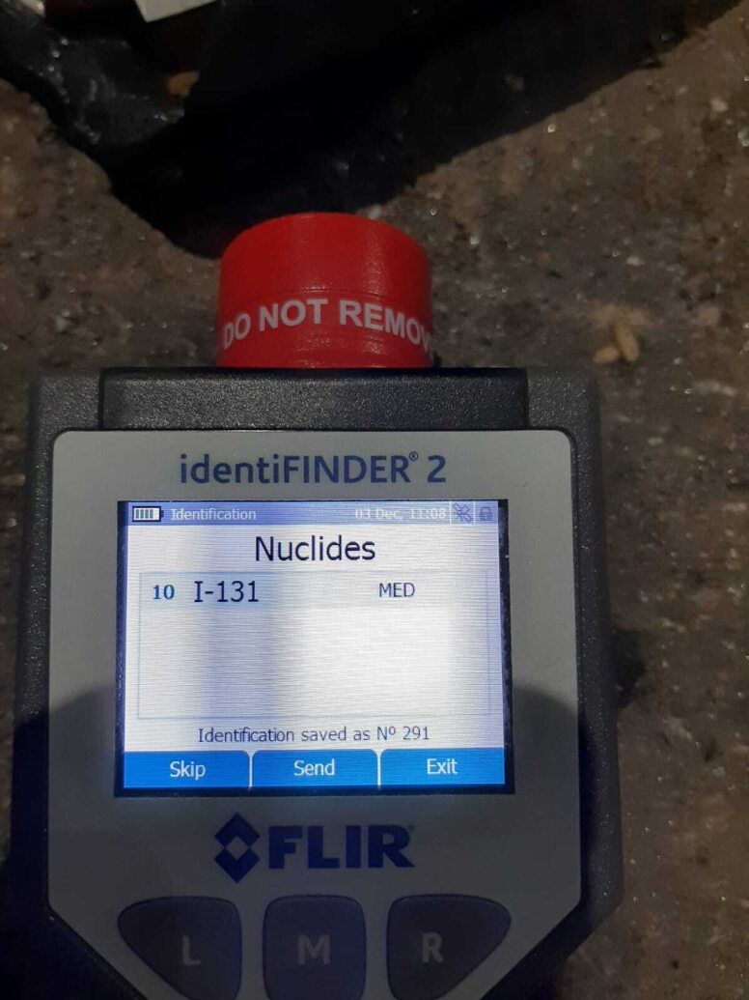 DO NOT REMOV
identiFINDER® 2
Identification 03 Dec, 11:08
Nuclides
10 I-131 MED
Identification saved as Nº 291
Skip Send Exit
FLIR
L M R